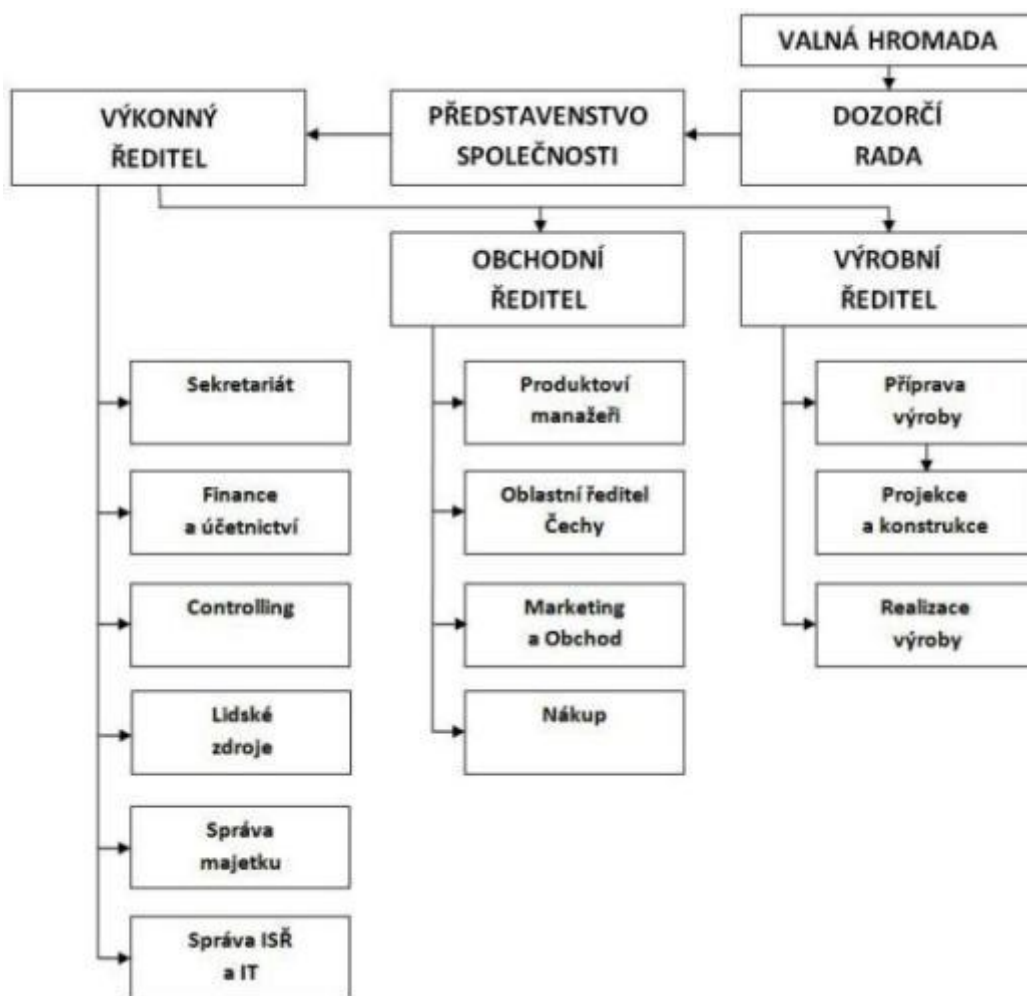 VALNÁ HROMADA
VÝKONNÝ
ŘEDITEL
PŘEDSTAVENSTVO
SPOLEČNOSTI
DOZORČÍ
RADA
OBCHODNÍ
ŘEDITEL
VÝROBNÍ
ŘEDITEL
Sekretariát
Finance
a účetnictví
Controlling
Lidské
zdroje
Správa
majetku
Správa ISŘ
a IT
Produktoví
manažeři
Oblastní ředitel
Čechy
Marketing
a Obchod
Nákup
Příprava
výroby
Projekce
a konstrukce
Realizace
výroby